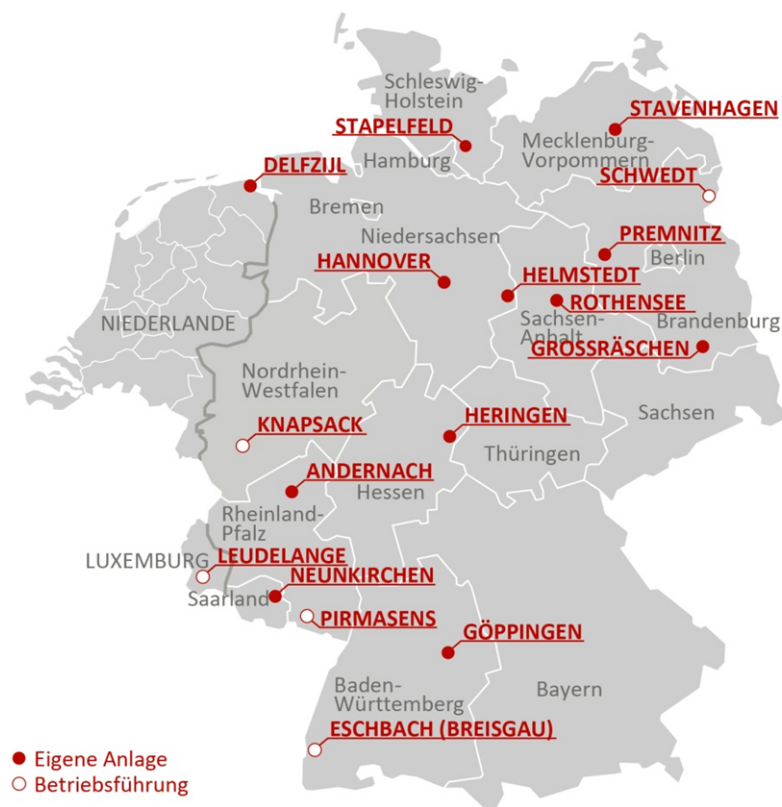 Schleswig-
Holstein
STAVENHAGEN
STAPELFELD
Mecklenburg-
Vorpommern
Hamburg
DELFZIJL
SCHWEDT
Bremen
Niedersachsen
PREMNITZ
Berlin
HANNOVER
HELMSTEDT
ROTHENSEE
NIEDERLANDE
Sachsen-
Anhalt
Brandenburg
GROSSRÄSCHEN
Nordrhein-
Westfalen
Sachsen
KNAPSACK
HERINGEN
Thüringen
ANDERNACH
Hessen
Rheinland-
Pfalz
LUXEMBURG
LEUDELANGE
NEUNKIRCHEN
Saarland
PIRMASENS
GÖPPINGEN
Baden-
Württemberg
Bayern
ESCHBACH (BREISGAU)
Eigene Anlage
Betriebsführung